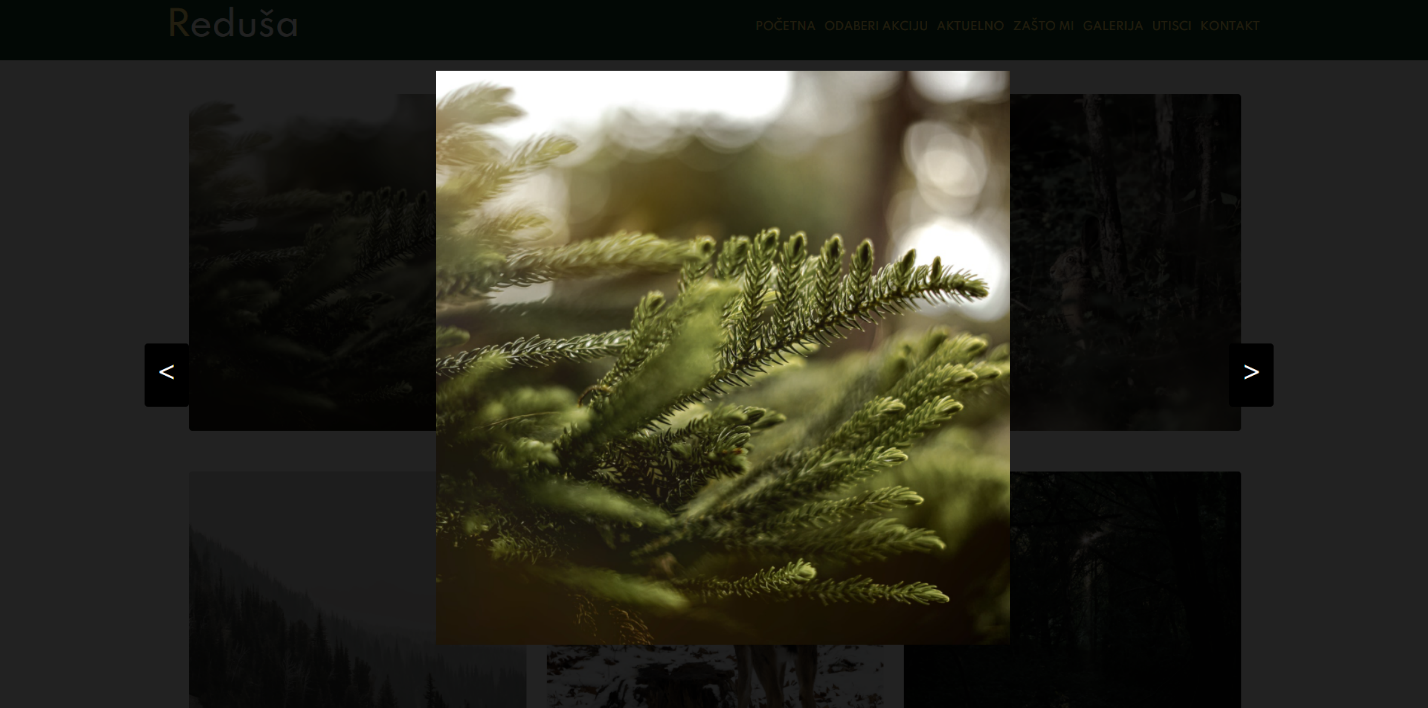 Reduša
POČETNA ODABERI AKCIJU AKTUELNO ZAŠTO MI GALERIJA UTISCI KONTAKT
< >